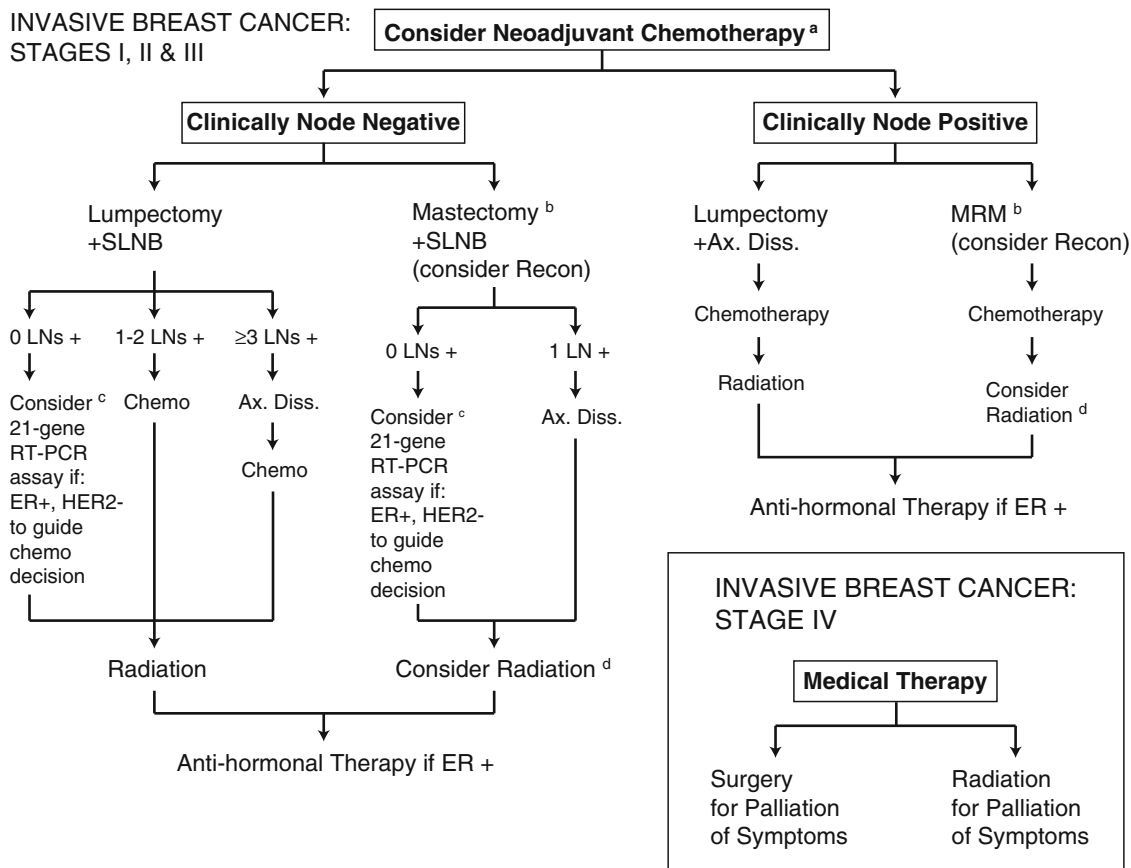 INVASIVE BREAST CANCER:
STAGES I, II & III
Consider Neoadjuvant Chemotherapy a
Clinically Node Negative
Lumpectomy
+SLNB
0 LNs +
1-2 LNs +
≥3 LNs +
Consider c
21-gene
RT-PCR
assay if:
ER+, HER2-
to guide
chemo
decision
Chemo
Ax. Diss.
Chemo
Radiation
Mastectomy b
+SLNB
(consider Recon)
0 LNs +
1 LN +
Consider c
21-gene
RT-PCR
assay if:
ER+, HER2-
to guide
chemo
decision
Ax. Diss.
Consider Radiation d
Anti-hormonal Therapy if ER +
Clinically Node Positive
Lumpectomy
+Ax. Diss.
Chemotherapy
Radiation
MRM b
(consider Recon)
Chemotherapy
Consider
Radiation d
Anti-hormonal Therapy if ER +
INVASIVE BREAST CANCER:
STAGE IV
Medical Therapy
Surgery
for Palliation
of Symptoms
Radiation
for Palliation
of Symptoms